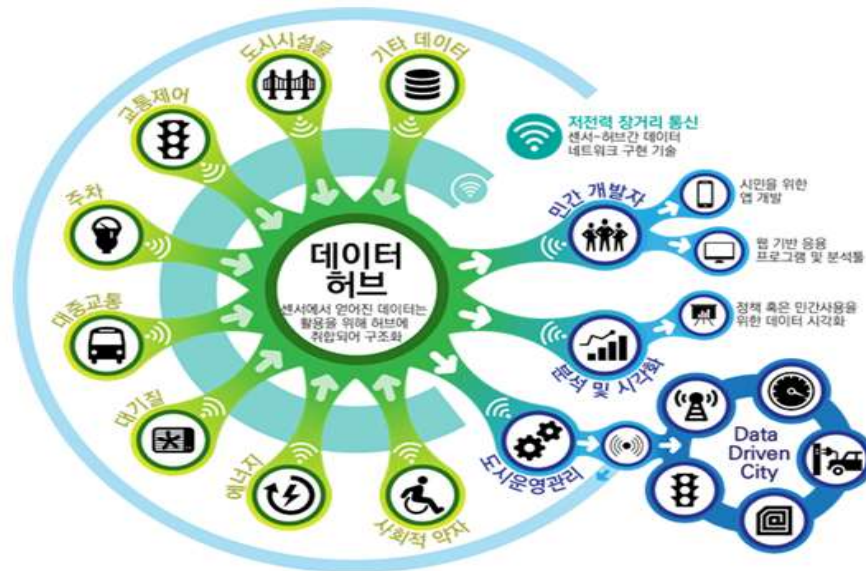 도시시설물
기타 데이터
교통제어
주차
대중교통
대기질
에너지
사회적 약자
데이터
허브
센서에서 얻어진 데이터는
활용을 위해 허브에
취합되어 구조화
저전력 장거리 통신
센서-허브간 데이터
네트워크 구현 기술
민간 개발자
시민을 위한
앱 개발
웹 기반 응용
프로그램 및 분석툴
분석 및 시각화
정책 혹은 민간사용을
위한 데이터 시각화
도시운영관리
Data
Driven
City